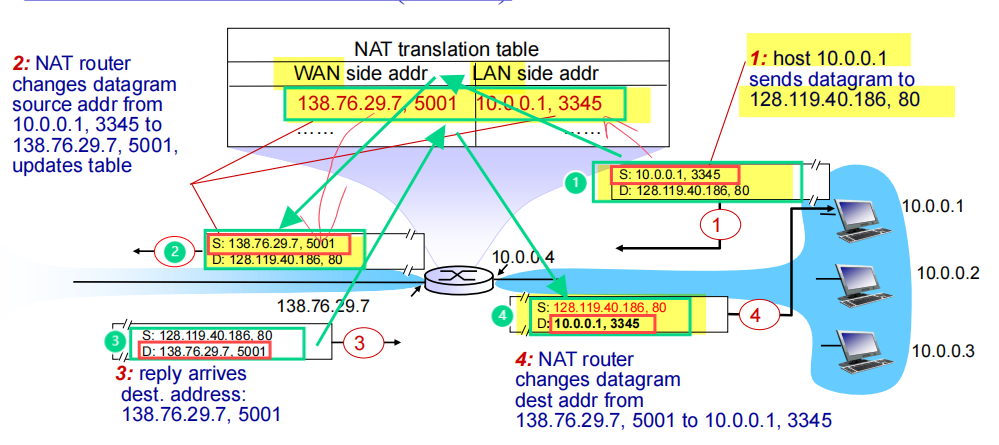 2: NAT router
changes datagram
source addr from
10.0.0.1, 3345 to
138.76.29.7, 5001,
updates table
NAT translation table
WAN side addr LAN side addr
138.76.29.7, 5001 10.0.0.1, 3345
…… ……
1: host 10.0.0.1
sends datagram to
128.119.40.186, 80
1
S: 10.0.0.1, 3345
D: 128.119.40.186, 80
1
10.0.0.1
2
2
S: 138.76.29.7, 5001
D: 128.119.40.186, 80
10.0.0.4
10.0.0.2
138.76.29.7
4
S: 128.119.40.186, 80
D: 10.0.0.1, 3345
4
3
S: 128.119.40.186, 80
D: 138.76.29.7, 5001
3
10.0.0.3
3: reply arrives
dest. address:
138.76.29.7, 5001
4: NAT router
changes datagram
dest addr from
138.76.29.7, 5001 to 10.0.0.1, 3345